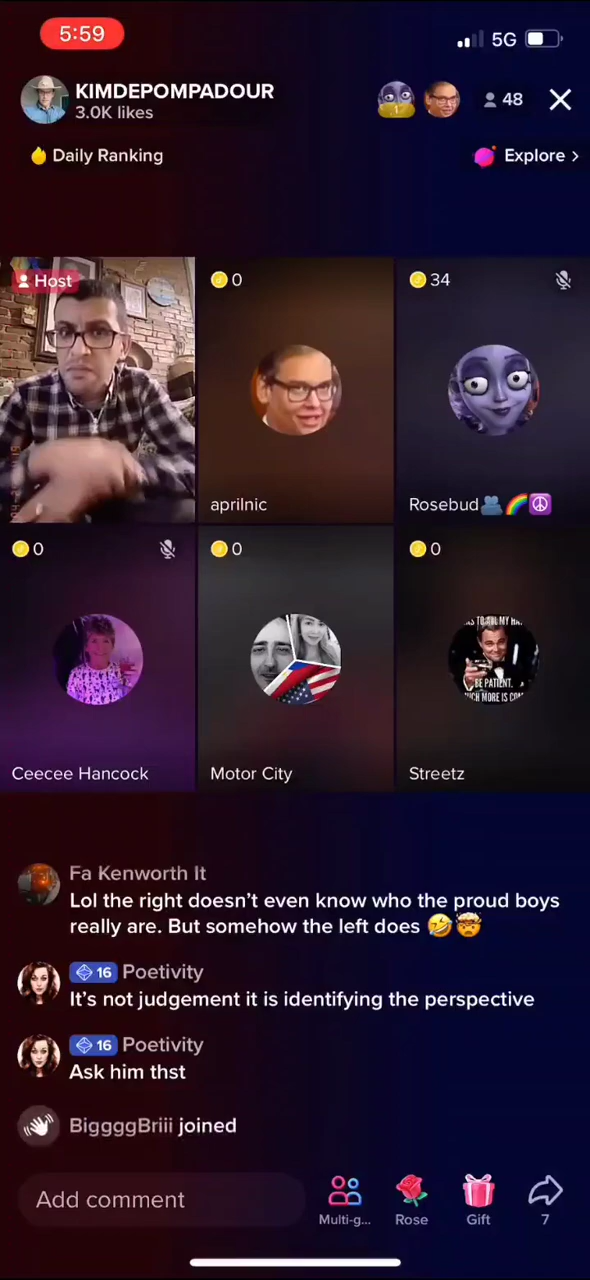 5:59
5G
KIMDEPOMPADOUR
3.0K likes
48
Daily Ranking
Explore >
Host
0
34
aprilnic
Rosebud
0
0
0
BE PATIENT.
Ceecee Hancock
Motor City
Streetz
Fa Kenworth It
Lol the right doesn’t even know who the proud boys
really are. But somehow the left does 🤣🤯
16 Poetivity
It’s not judgement it is identifying the perspective
16 Poetivity
Ask him thst
BiggggBriii joined
Add comment
Multi-g...
Rose
Gift
7